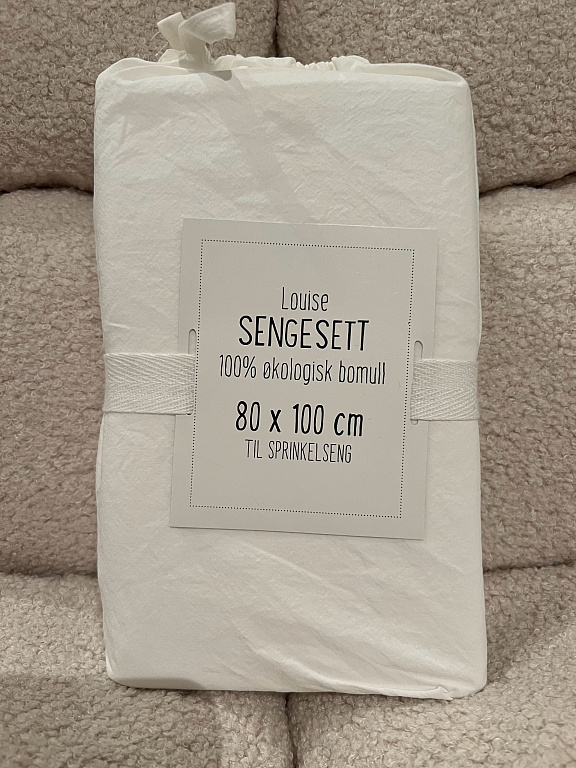 Louise
SENGESETT
100% økologisk bomull
80 x 100 cm
TIL SPRINKELSENG